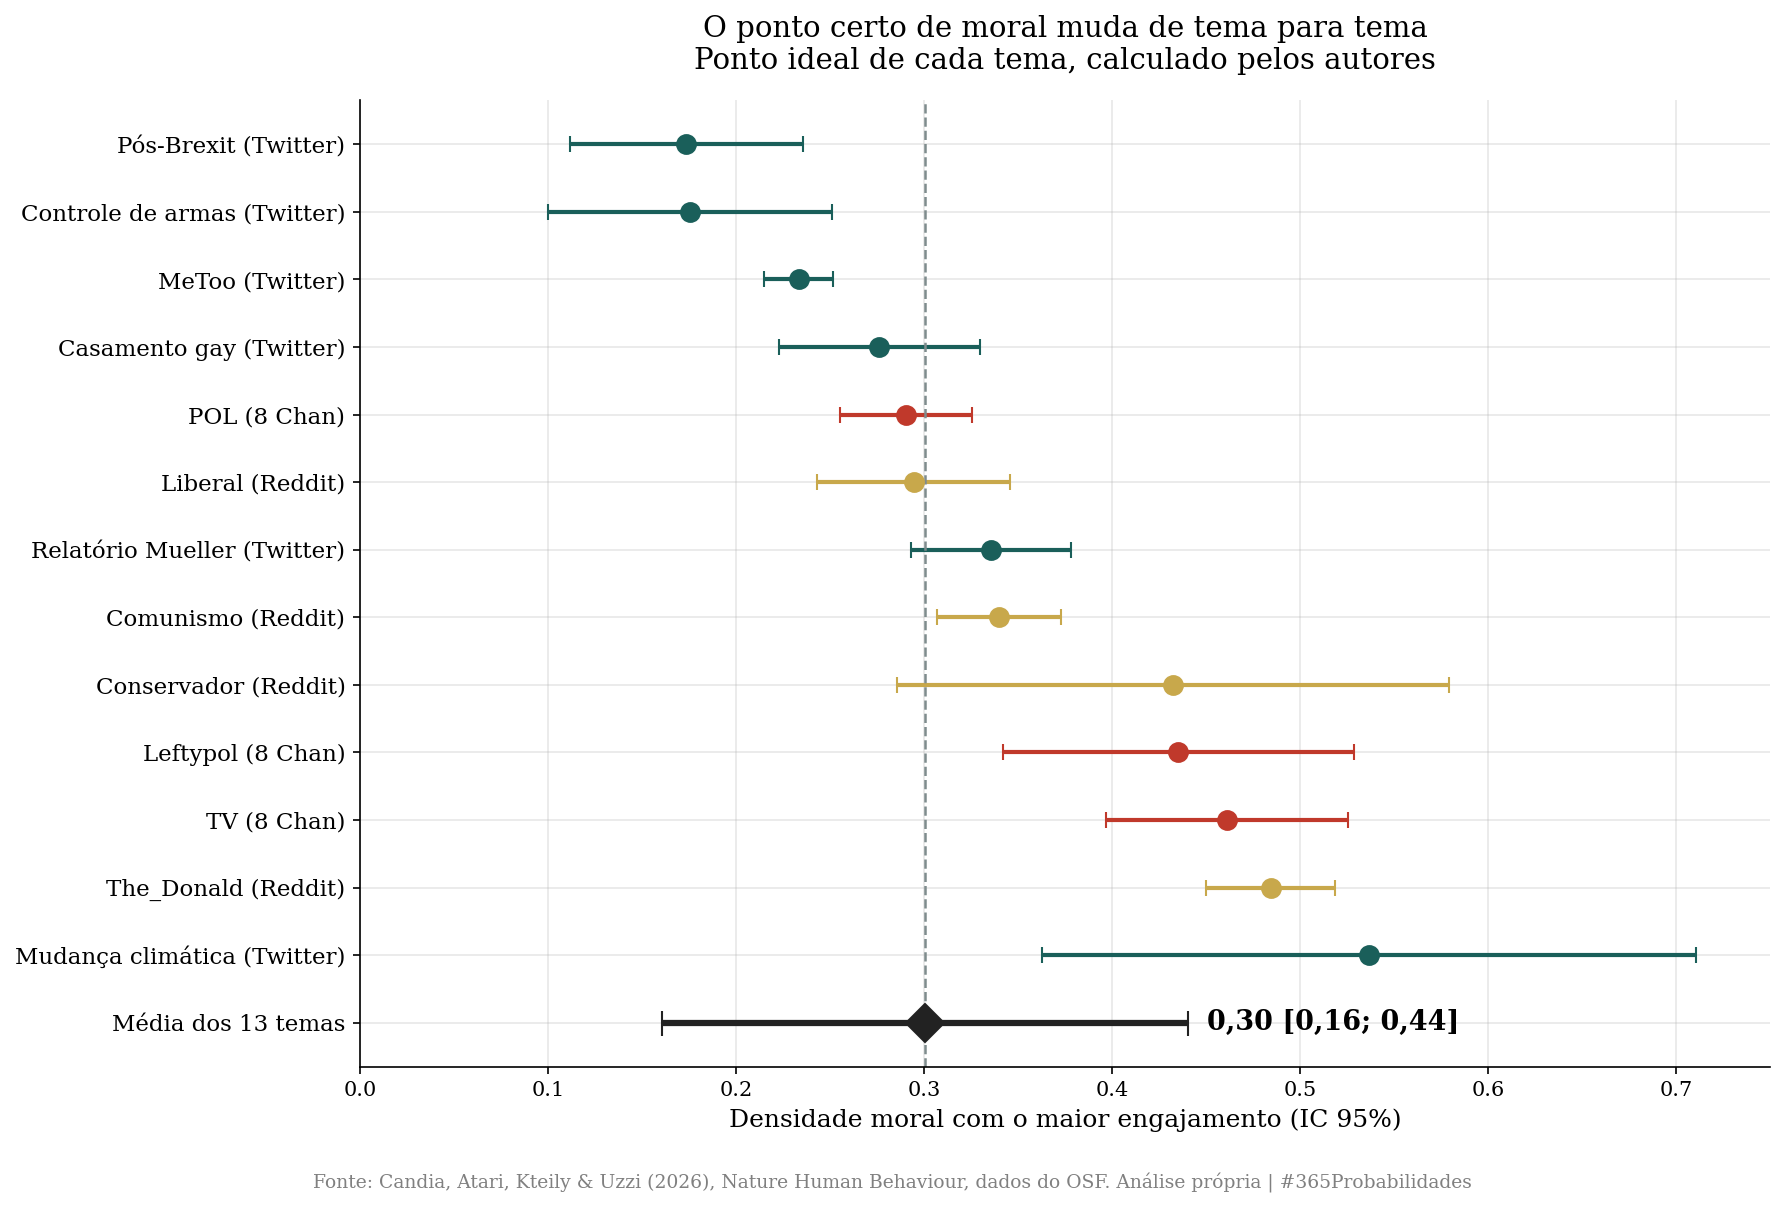 O ponto certo de moral muda de tema para tema
Ponto ideal de cada tema, calculado pelos autores
Pós-Brexit (Twitter)
Controle de armas (Twitter)
MeToo (Twitter)
Casamento gay (Twitter)
POL (8 Chan)
Liberal (Reddit)
Relatório Mueller (Twitter)
Comunismo (Reddit)
Conservador (Reddit)
Leftypol (8 Chan)
TV (8 Chan)
The_Donald (Reddit)
Mudança climática (Twitter)
Média dos 13 temas
0,30 [0,16; 0,44]
0.0 0.1 0.2 0.3 0.4 0.5 0.6 0.7
Densidade moral com o maior engajamento (IC 95%)
Fonte: Candia, Atari, Kteily & Uzzi (2026), Nature Human Behaviour, dados do OSF. Análise própria | #365Probabilidades